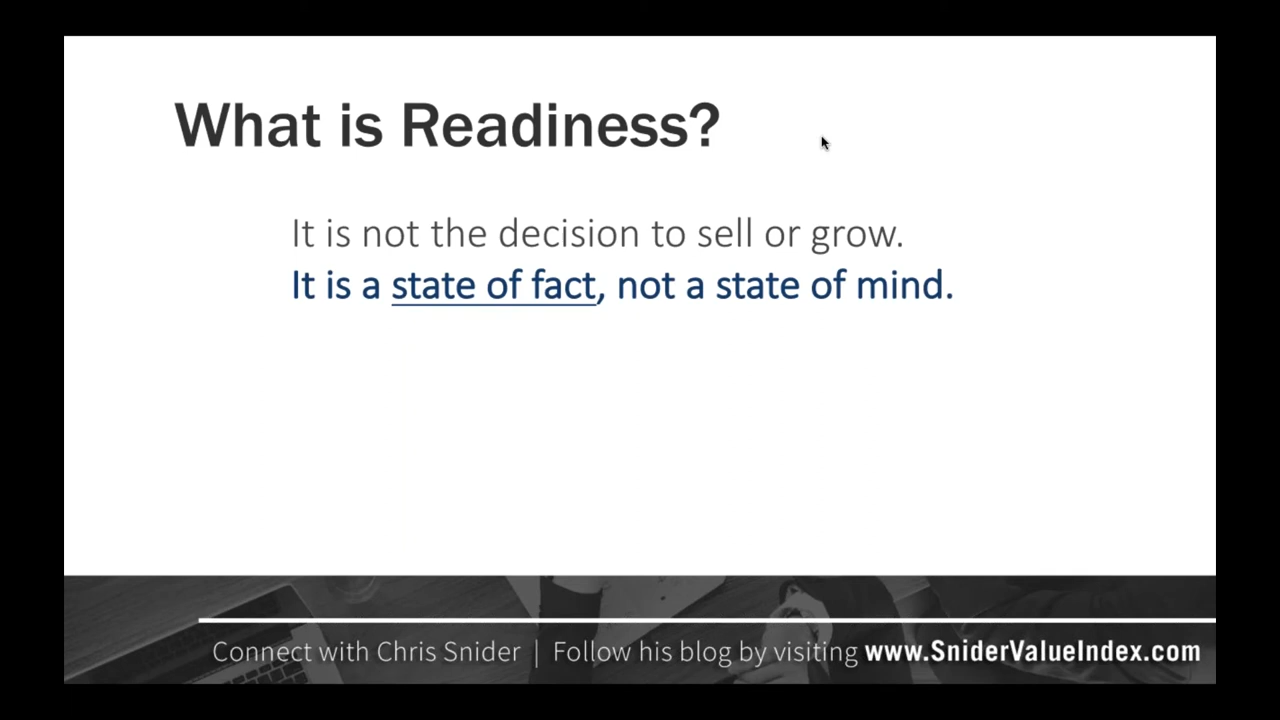 What is Readiness?
It is not the decision to sell or grow.
It is a state of fact, not a state of mind.
Connect with Chris Snider | Follow his blog by visiting www.SniderValueIndex.com